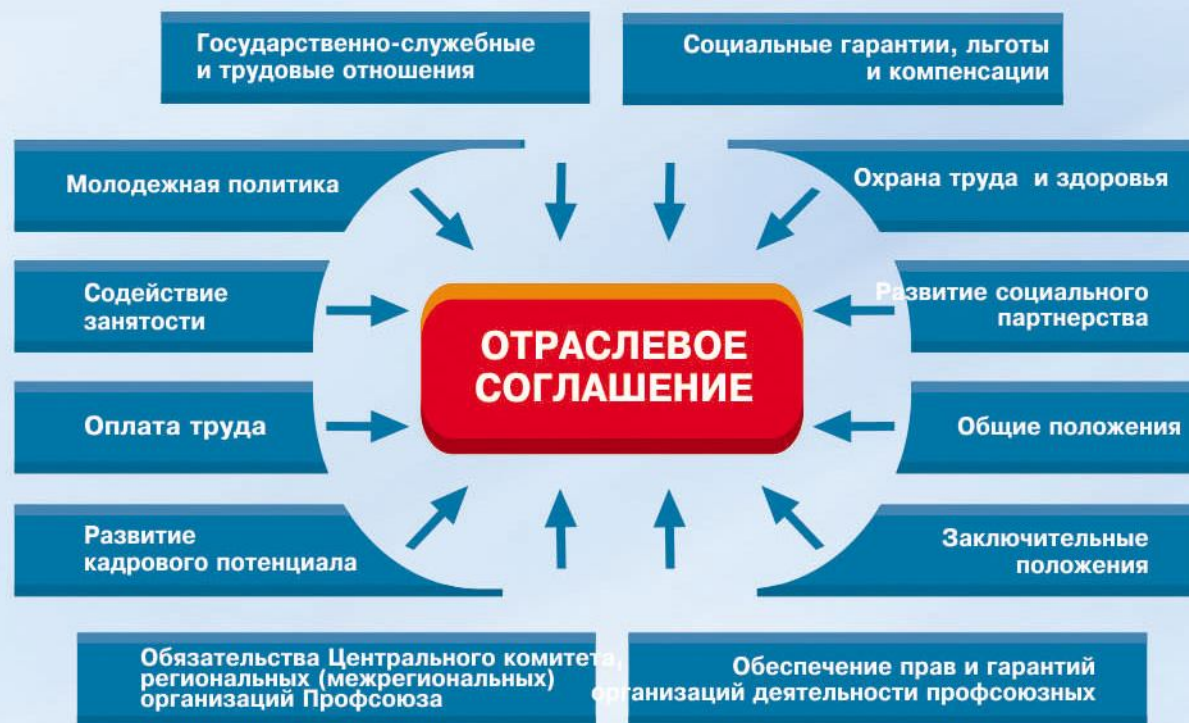 Государственно-служебные
и трудовые отношения
Социальные гарантии, льготы
и компенсации
Молодежная политика
Охрана труда и здоровья
Содействие
занятости
Развитие социального
партнерства
ОТРАСЛЕВОЕ
СОГЛАШЕНИЕ
Оплата труда
Общие положения
Развитие
кадрового потенциала
Заключительные
положения
Обязательства Центрального комитета,
региональных (межрегиональных)
организаций Профсоюза
Обеспечение прав и гарантий
организаций деятельности профсоюзных